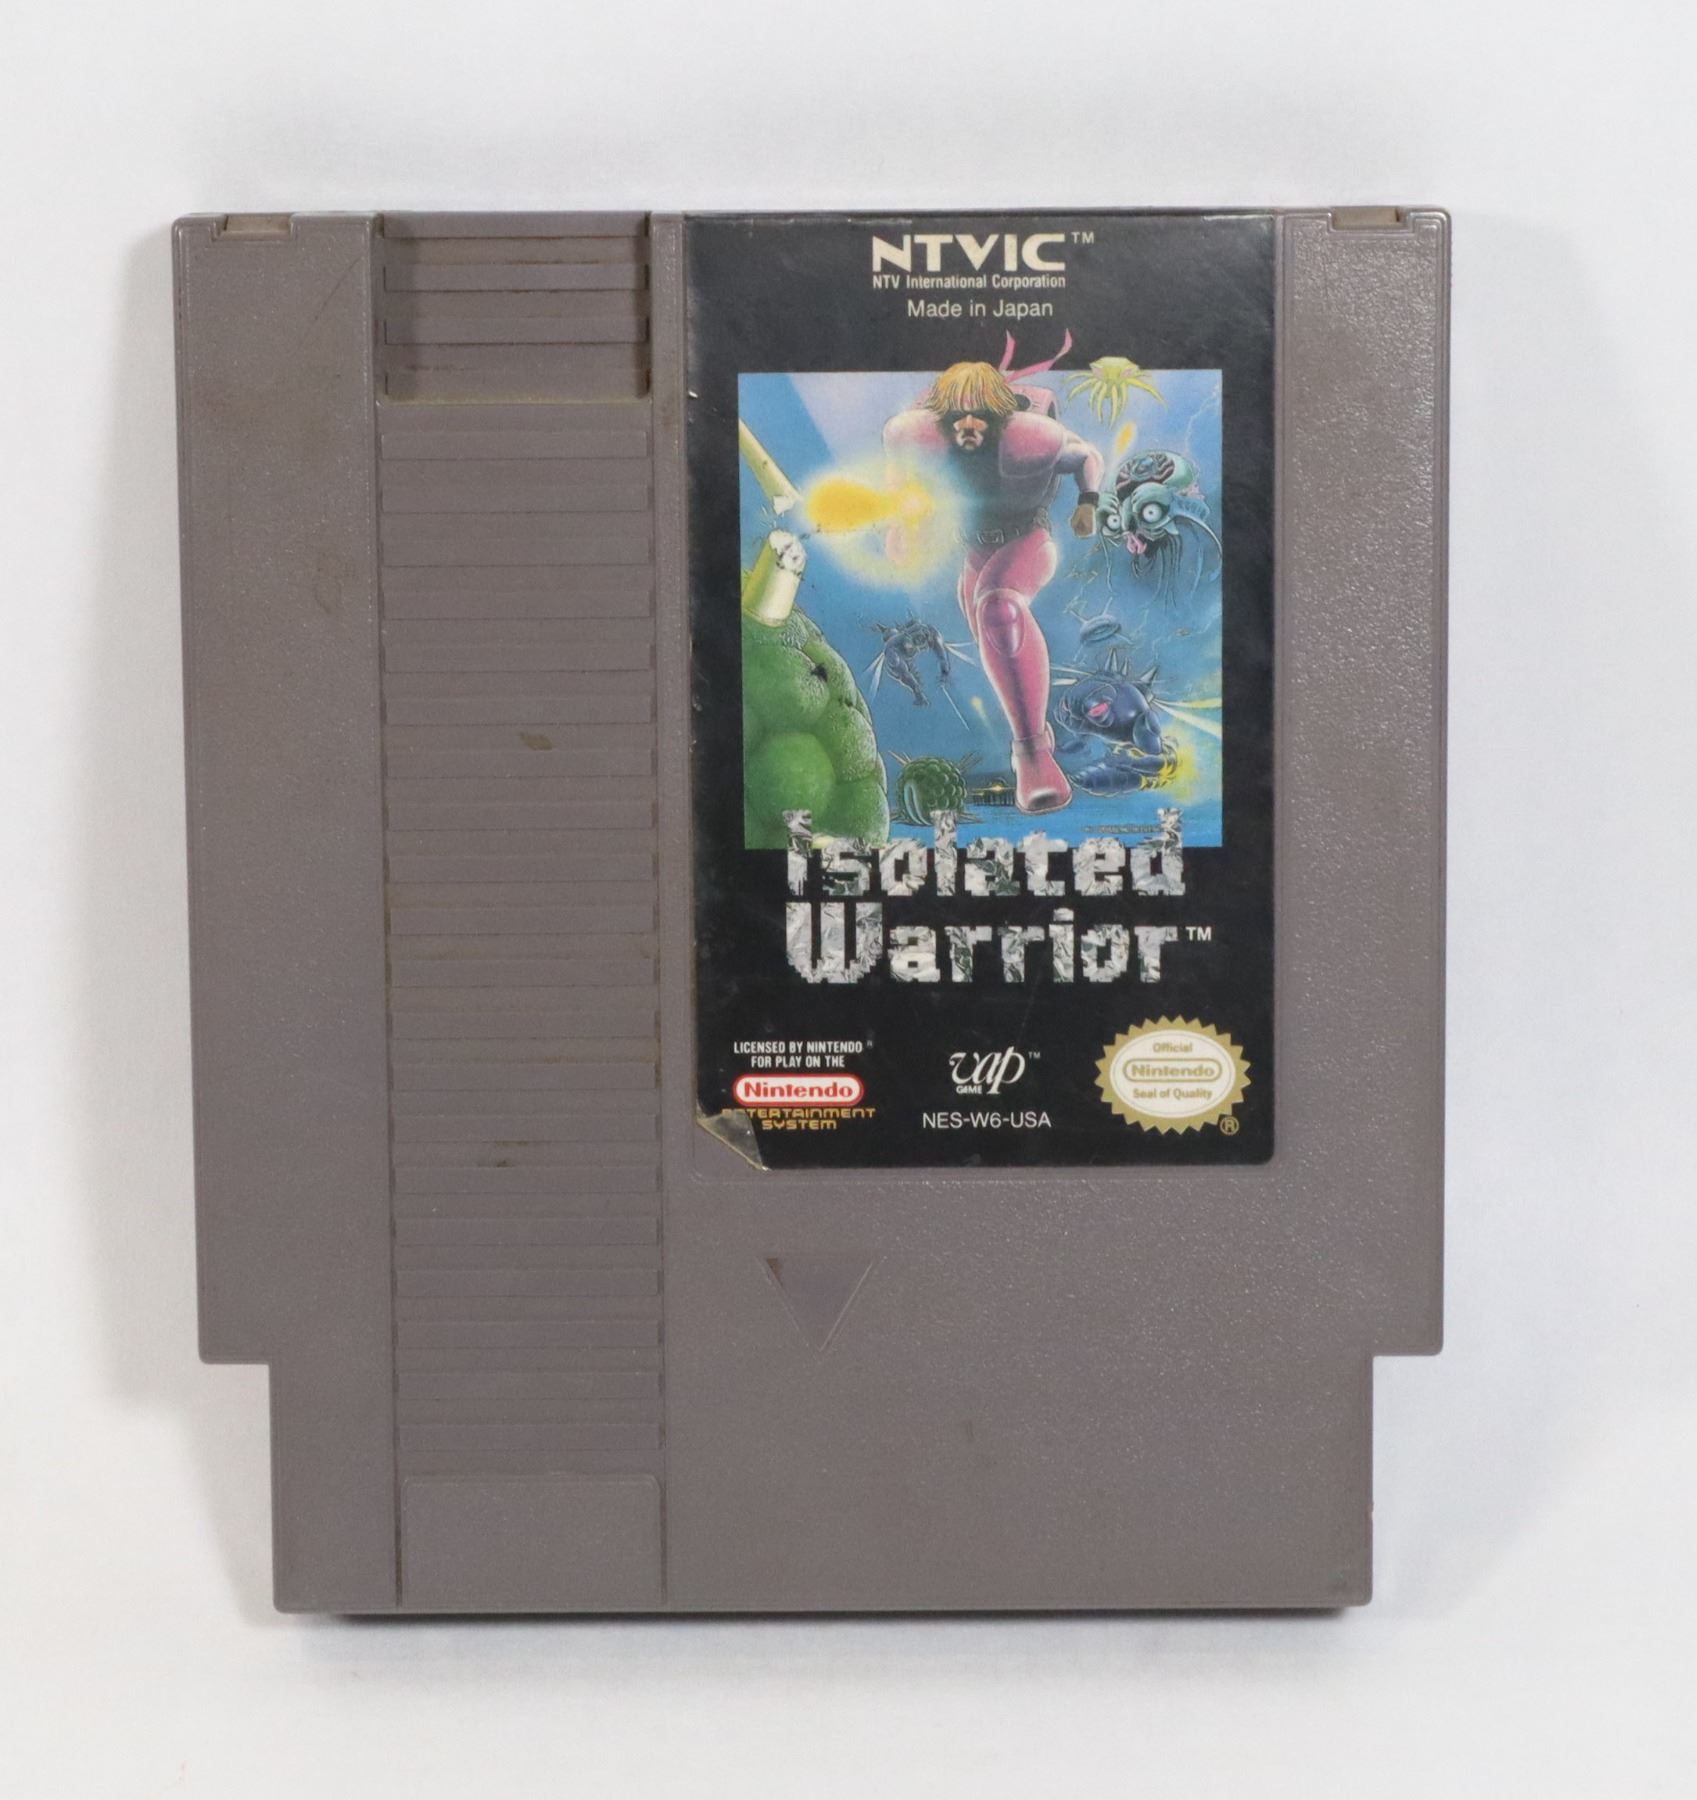 NTVIC™
NTV International Corporation
Made in Japan
Isolated
Warrior™
LICENSED BY NINTENDO®
FOR PLAY ON THE
Nintendo
ENTERTAINMENT
SYSTEM
vap™
GAME
NES-W6-USA
Official
Nintendo
Seal of Quality
®